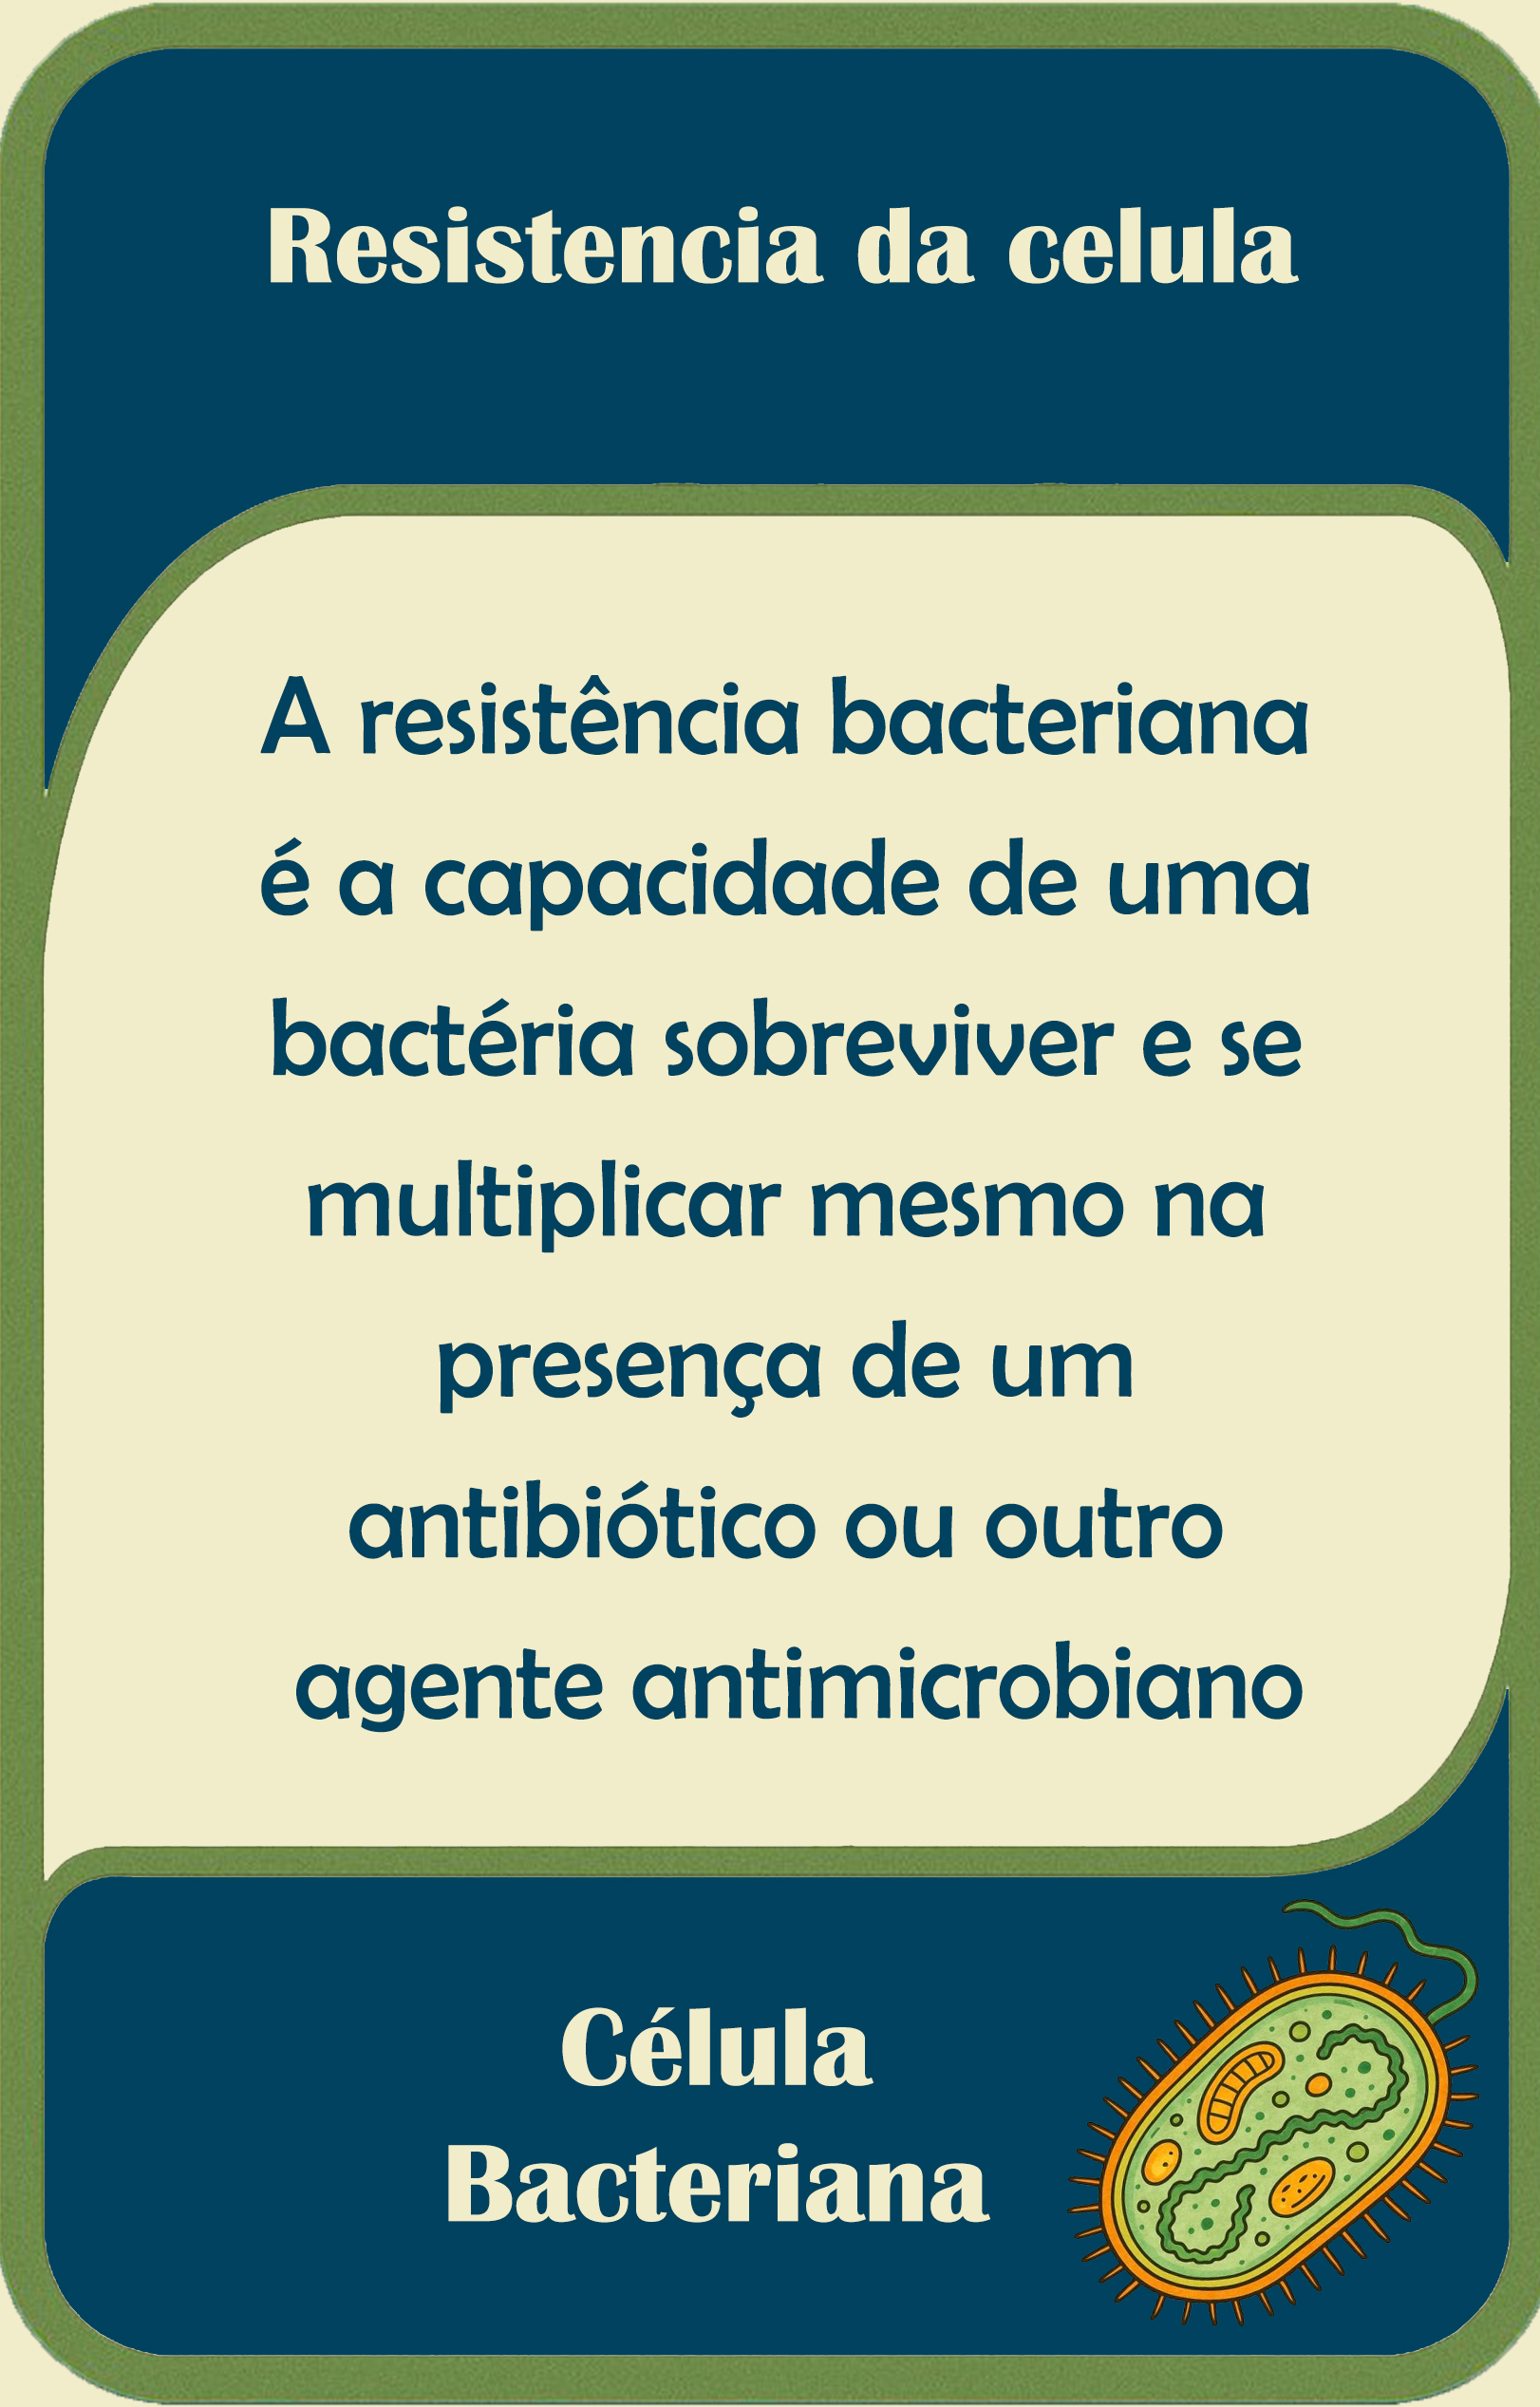 Resistencia da celula
A resistência bacteriana
é a capacidade de uma
bactéria sobreviver e se
multiplicar mesmo na
presença de um
antibiótico ou outro
agente antimicrobiano
Célula
Bacteriana